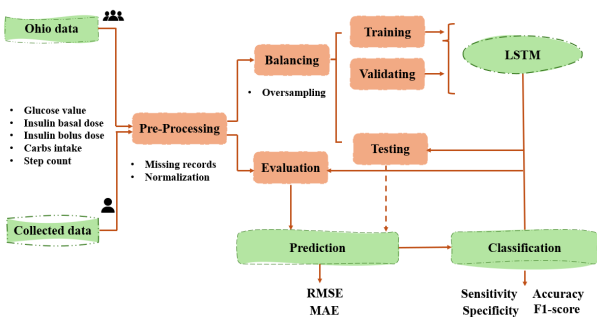 Ohio data
• Glucose value
• Insulin basal dose
• Insulin bolus dose
• Carbs intake
• Step count
Collected data
Pre-Processing
• Missing records
• Normalization
Balancing
• Oversampling
Evaluation
Training
Validating
Testing
LSTM
Prediction
RMSE
MAE
Classification
Sensitivity Accuracy
Specificity F1-score